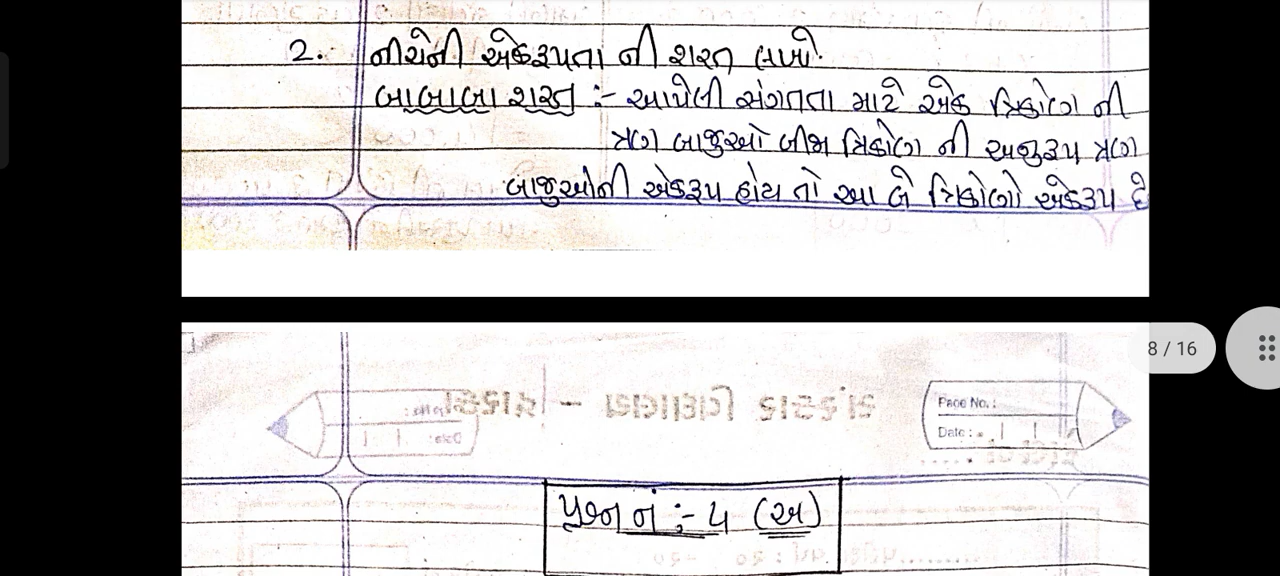 2. નીચેની એકરૂપતા ની શરત લખો.
બાબાબા શરત :- આપેલી સંગતતા માટે એક ત્રિકોણ ની
ત્રણ બાજુઓ બીજા ત્રિકોણ ની અનુરૂપ ત્રણ
બાજુઓની એકરૂપ હોય તો આ બે ત્રિકોણો એકરૂપ છે
8 / 16
Page No. :
Date :
પ્રશ્ન નં :- 4 (અ)